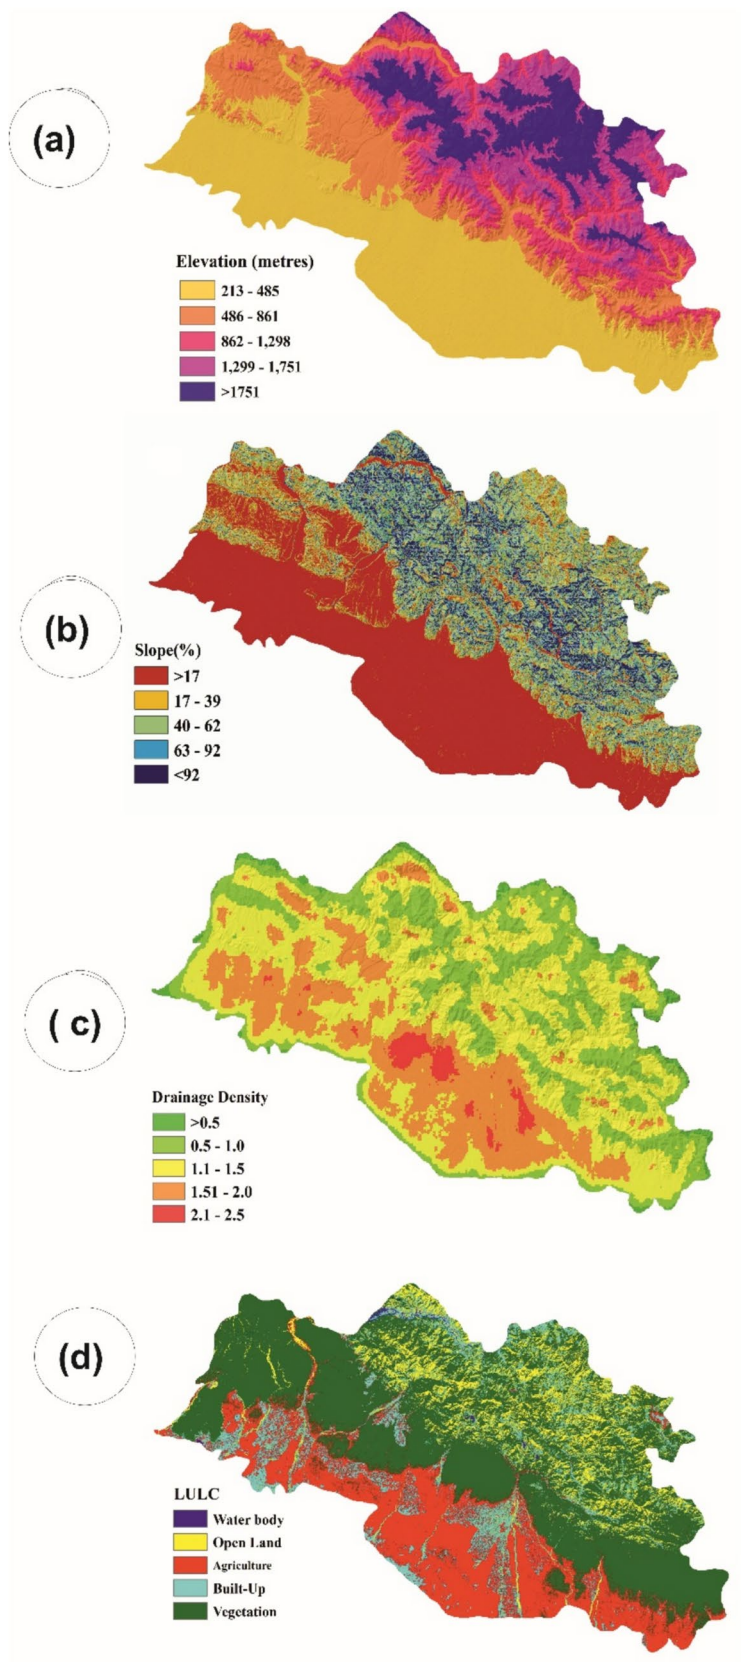 (a)
Elevation (metres)
213 - 485
486 - 861
862 - 1,298
1,299 - 1,751
>1751
(b)
Slope(%)
>17
17 - 39
40 - 62
63 - 92
<92
( c)
Drainage Density
>0.5
0.5 - 1.0
1.1 - 1.5
1.51 - 2.0
2.1 - 2.5
(d)
LULC
Water body
Open Land
Agriculture
Built-Up
Vegetation